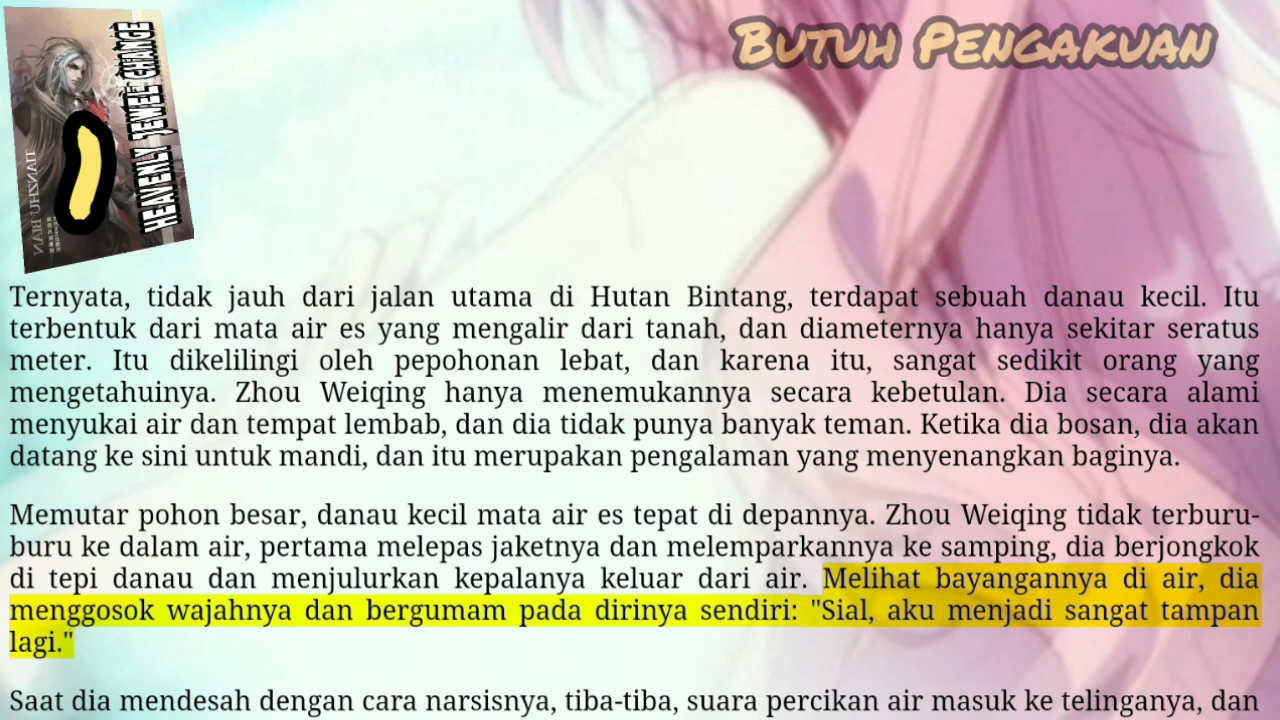 BUTUH PENGAKUAN
HEAVENLY JEWEL CHANGE
TIANZHU BIAN
Ternyata, tidak jauh dari jalan utama di Hutan Bintang, terdapat sebuah danau kecil. Itu
terbentuk dari mata air es yang mengalir dari tanah, dan diameternya hanya sekitar seratus
meter. Itu dikelilingi oleh pepohonan lebat, dan karena itu, sangat sedikit orang yang
mengetahuinya. Zhou Weiqing hanya menemukannya secara kebetulan. Dia secara alami
menyukai air dan tempat lembab, dan dia tidak punya banyak teman. Ketika dia bosan, dia akan
datang ke sini untuk mandi, dan itu merupakan pengalaman yang menyenangkan baginya.
Memutar pohon besar, danau kecil mata air es tepat di depannya. Zhou Weiqing tidak terburu-
buru ke dalam air, pertama melepas jaketnya dan melemparkannya ke samping, dia berjongkok
di tepi danau dan menjulurkan kepalanya keluar dari air. Melihat bayangannya di air, dia
menggosok wajahnya dan bergumam pada dirinya sendiri: "Sial, aku menjadi sangat tampan
lagi."
Saat dia mendesah dengan cara narsisnya, tiba-tiba, suara percikan air masuk ke telinganya, dan